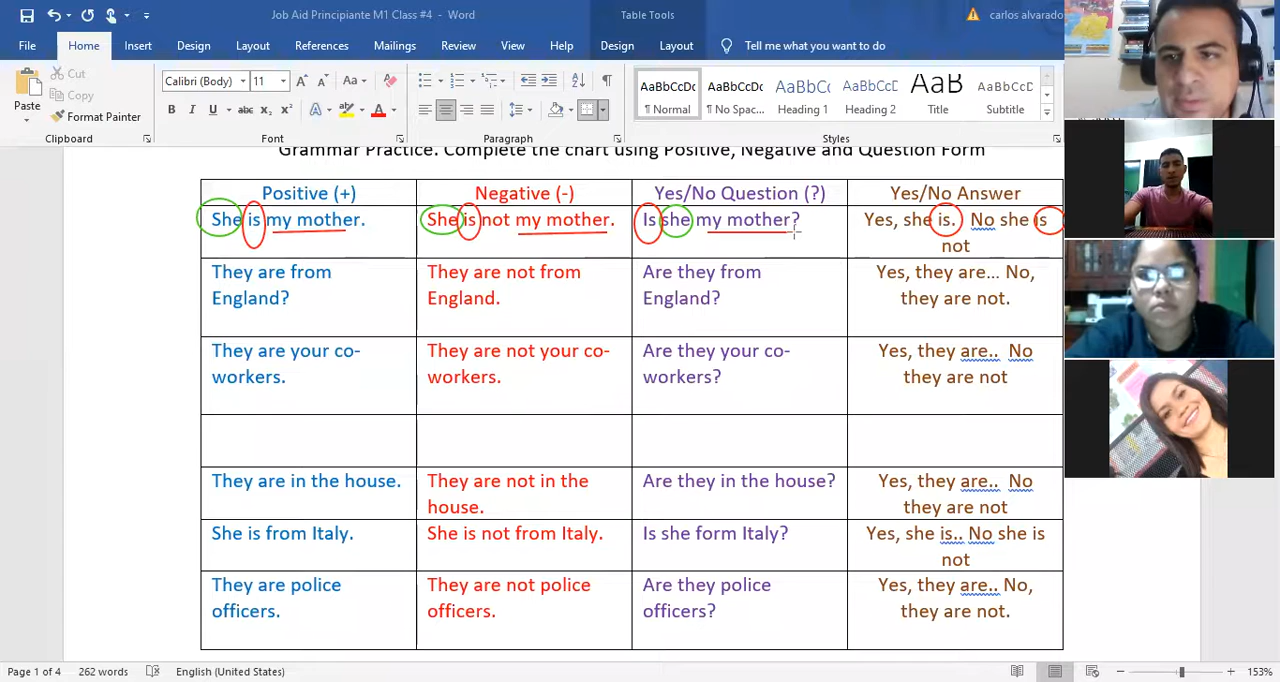 Job Aid Principiante M1 Class #4 - Word
Table Tools
carlos alvarado
File Home Insert Design Layout References Mailings Review View Help Design Layout Tell me what you want to do
Paste
Cut
Copy
Format Painter
Clipboard
Calibri (Body) 11
Font
Paragraph
AaBbCcDc AaBbCcDc AaBbCc AaBbCcD AaB AaBbCcD
¶ Normal ¶ No Spac... Heading 1 Heading 2 Title Subtitle
Styles
Grammar Practice. Complete the chart using Positive, Negative and Question Form
Positive (+) Negative (-) Yes/No Question (?) Yes/No Answer
She is my mother. She is not my mother. Is she my mother? Yes, she is. No she is
not
They are from They are not from Are they from Yes, they are... No,
England? England. England? they are not.
They are your co- They are not your co- Are they your co- Yes, they are.. No
workers. workers. workers? they are not
They are in the house. They are not in the Are they in the house? Yes, they are.. No
house. they are not
She is from Italy. She is not from Italy. Is she form Italy? Yes, she is.. No she is
not
They are police They are not police Are they police Yes, they are.. No,
officers. officers. officers? they are not.
Page 1 of 4 262 words English (United States) 153%